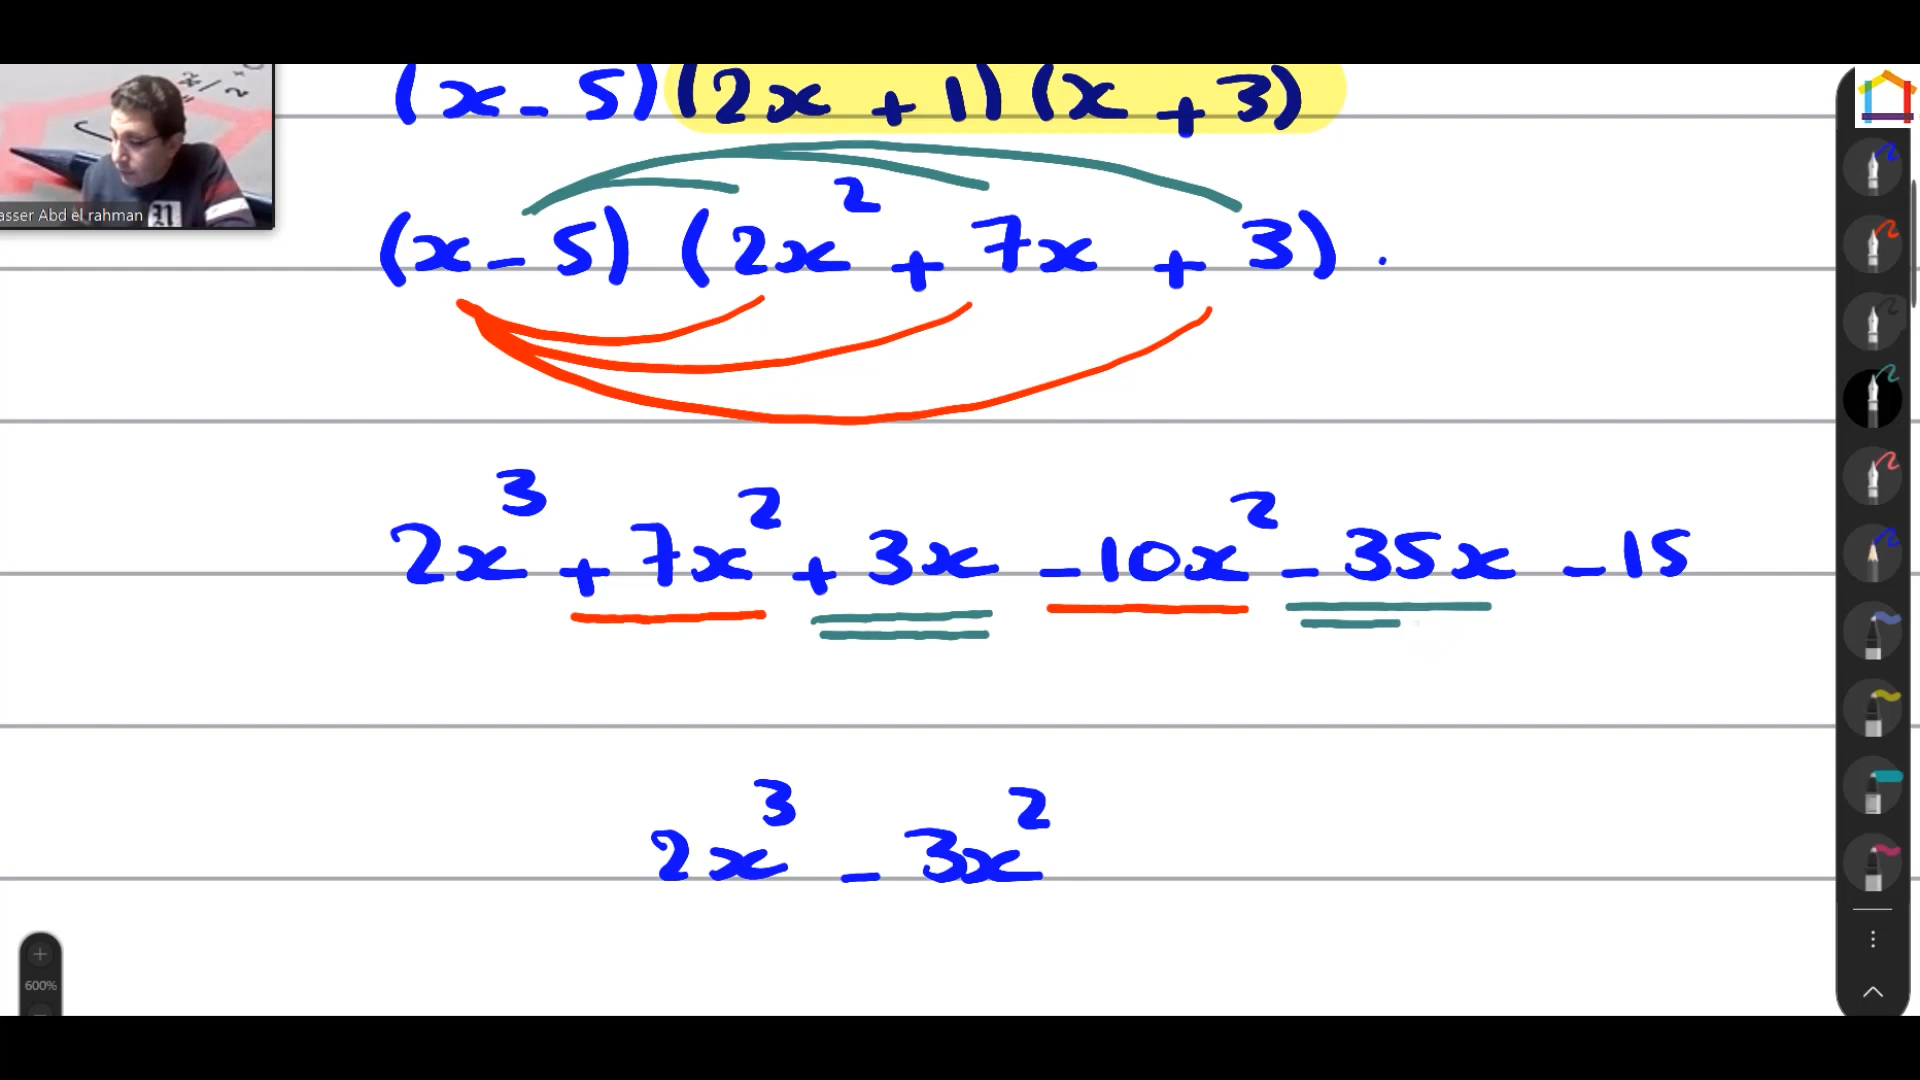 (x - 5)(2x + 1)(x + 3)
(x - 5) (2x² + 7x + 3) .
2x³ + 7x² + 3x - 10x² - 35x - 15
2x³ - 3x²
asser Abd el rahman
600%